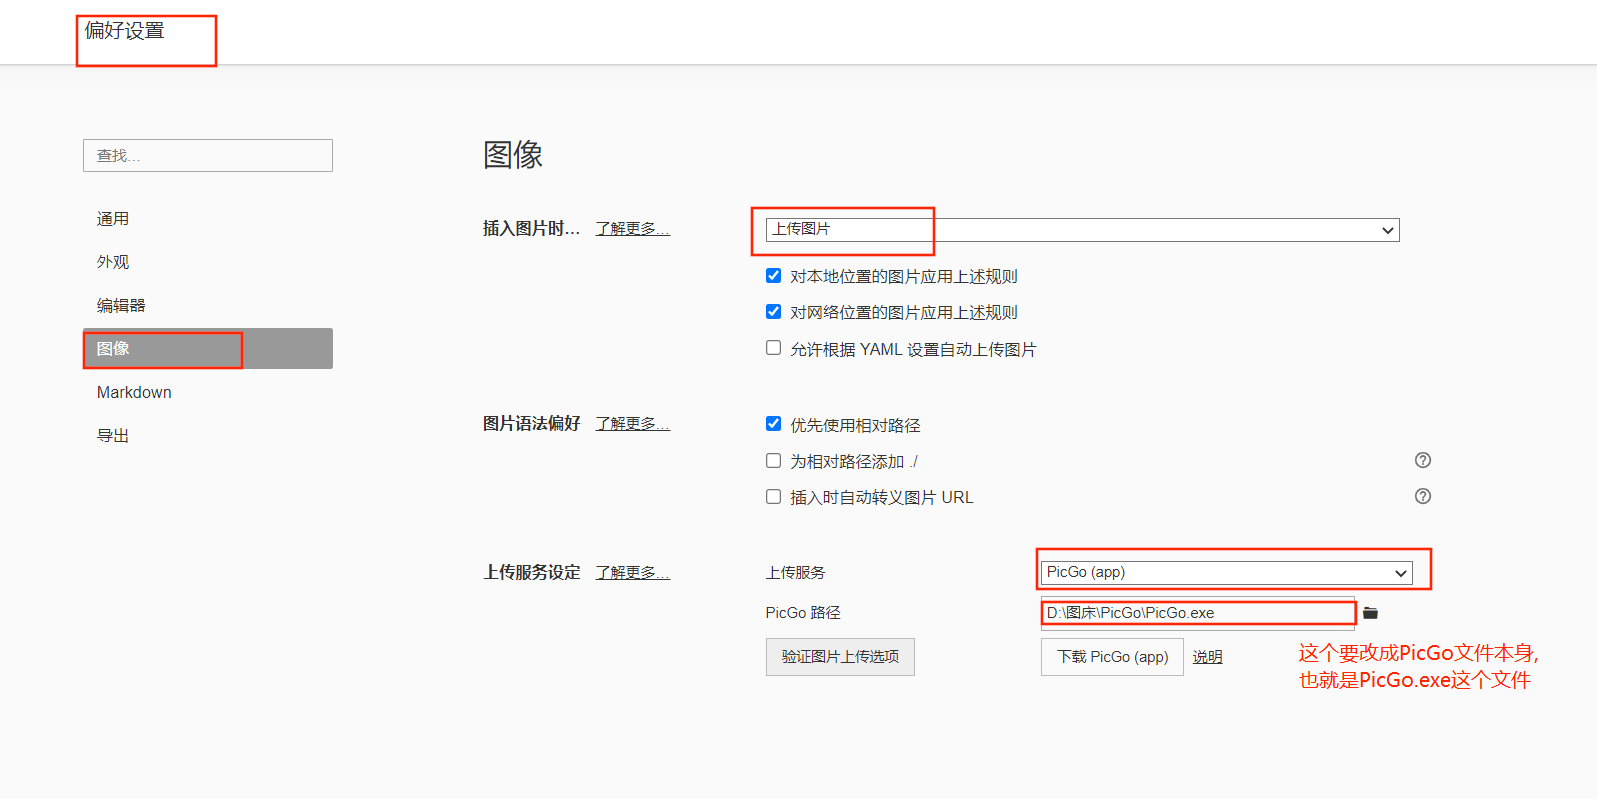 偏好设置
查找...
通用
外观
编辑器
图像
Markdown
导出
图像
插入图片时... 了解更多... 上传图片
对本地位置的图片应用上述规则
对网络位置的图片应用上述规则
允许根据 YAML 设置自动上传图片
图片语法偏好 了解更多... 优先使用相对路径
为相对路径添加 ./
插入时自动转义图片 URL
上传服务设定 了解更多... 上传服务 PicGo (app)
PicGo 路径 D:\图床\PicGo\PicGo.exe
验证图片上传选项 下载 PicGo (app) 说明
这个要改成PicGo文件本身,
也就是PicGo.exe这个文件